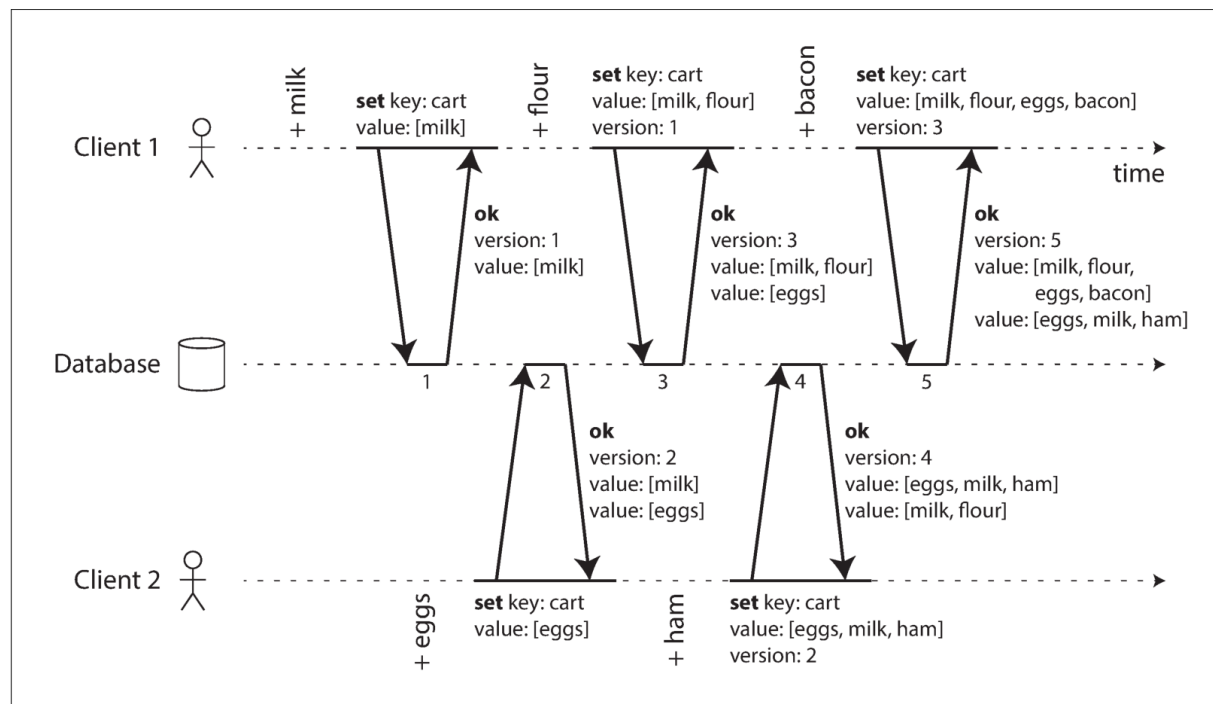 + milk
set key: cart
value: [milk]
+ flour
set key: cart
value: [milk, flour]
version: 1
+ bacon
set key: cart
value: [milk, flour, eggs, bacon]
version: 3
Client 1
time
ok
version: 1
value: [milk]
ok
version: 3
value: [milk, flour]
value: [eggs]
ok
version: 5
value: [milk, flour,
eggs, bacon]
value: [eggs, milk, ham]
Database
1
2
3
4
5
ok
version: 2
value: [milk]
value: [eggs]
ok
version: 4
value: [eggs, milk, ham]
value: [milk, flour]
Client 2
+ eggs
set key: cart
value: [eggs]
+ ham
set key: cart
value: [eggs, milk, ham]
version: 2